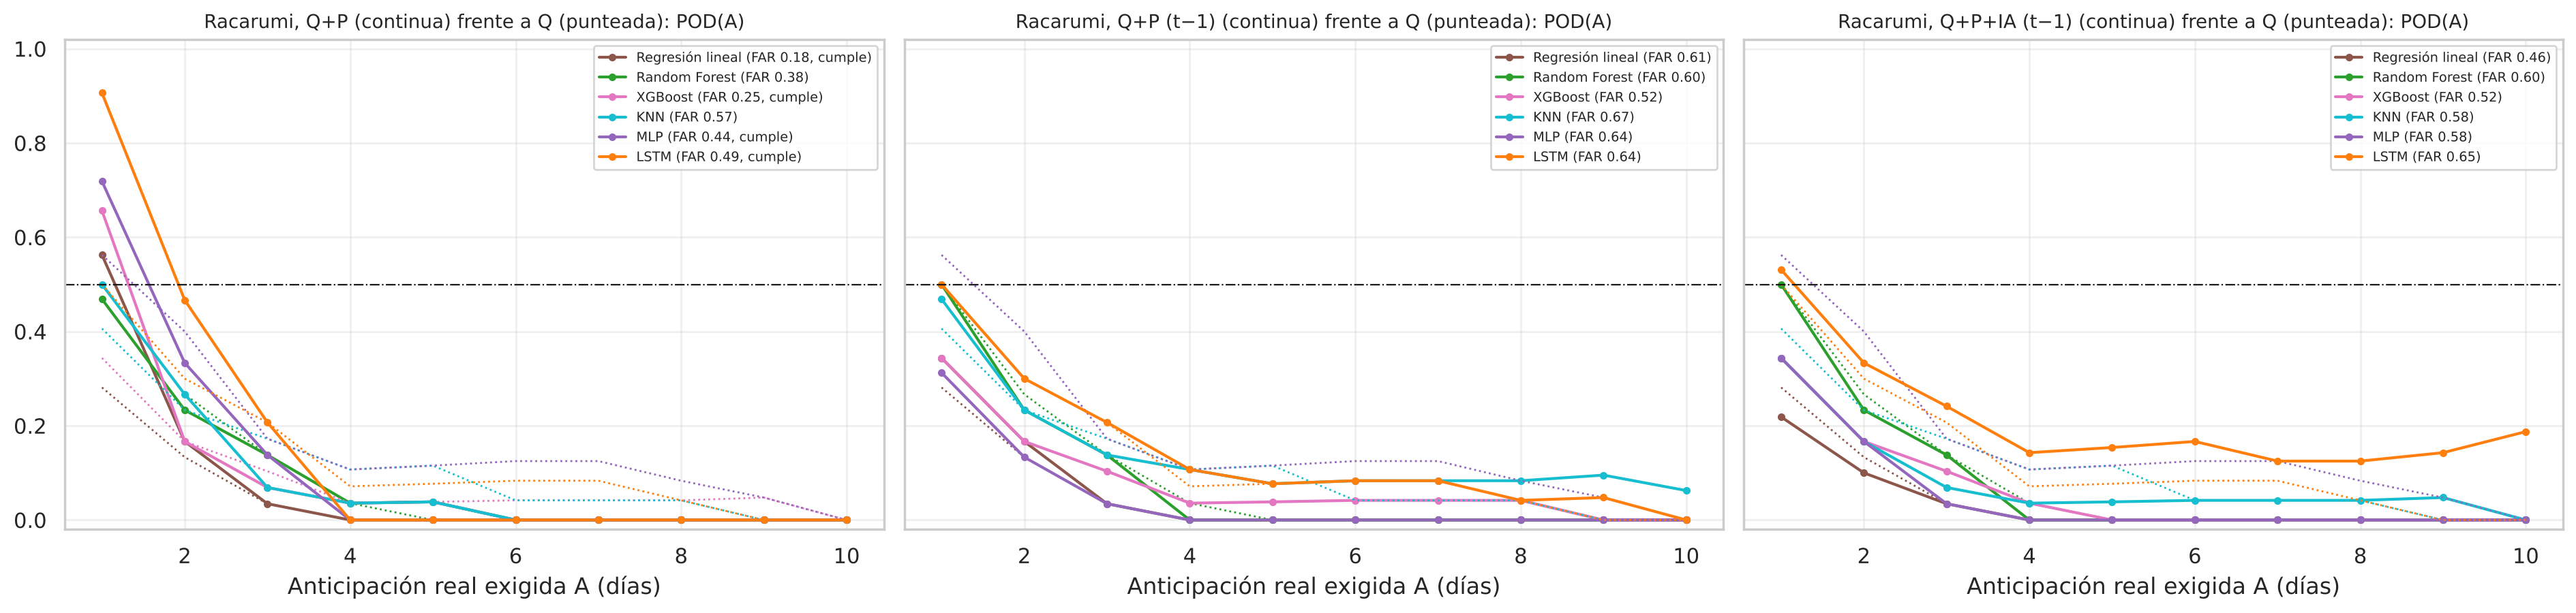 Racarumi, Q+P (continua) frente a Q (punteada): POD(A)
1.0
0.8
0.6
0.4
0.2
0.0
Regresión lineal (FAR 0.18, cumple)
Random Forest (FAR 0.38)
XGBoost (FAR 0.25, cumple)
KNN (FAR 0.57)
MLP (FAR 0.44, cumple)
LSTM (FAR 0.49, cumple)
2 4 6 8 10
Anticipación real exigida A (días)
Racarumi, Q+P (t−1) (continua) frente a Q (punteada): POD(A)
Regresión lineal (FAR 0.61)
Random Forest (FAR 0.60)
XGBoost (FAR 0.52)
KNN (FAR 0.67)
MLP (FAR 0.64)
LSTM (FAR 0.64)
2 4 6 8 10
Anticipación real exigida A (días)
Racarumi, Q+P+IA (t−1) (continua) frente a Q (punteada): POD(A)
Regresión lineal (FAR 0.46)
Random Forest (FAR 0.60)
XGBoost (FAR 0.52)
KNN (FAR 0.58)
MLP (FAR 0.58)
LSTM (FAR 0.65)
2 4 6 8 10
Anticipación real exigida A (días)